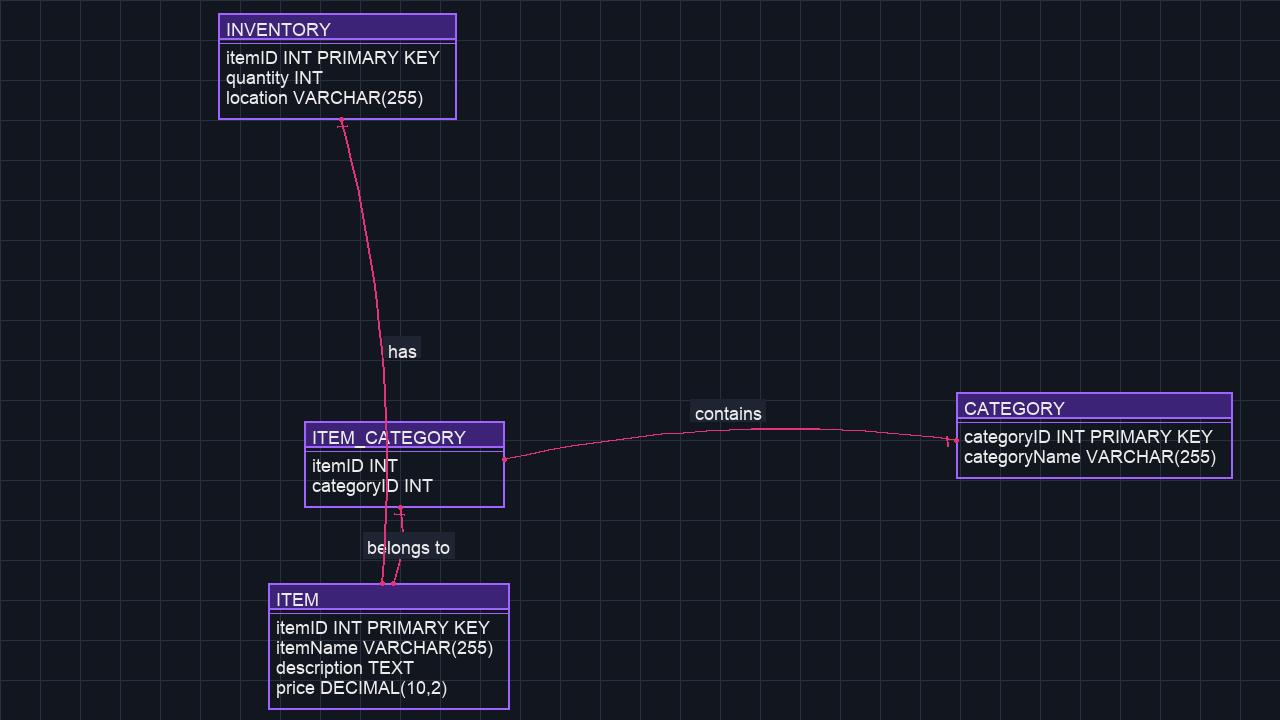 INVENTORY
itemID INT PRIMARY KEY
quantity INT
location VARCHAR(255)
has
contains
CATEGORY
categoryID INT PRIMARY KEY
categoryName VARCHAR(255)
ITEM_CATEGORY
itemID INT
categoryID INT
belongs to
ITEM
itemID INT PRIMARY KEY
itemName VARCHAR(255)
description TEXT
price DECIMAL(10,2)